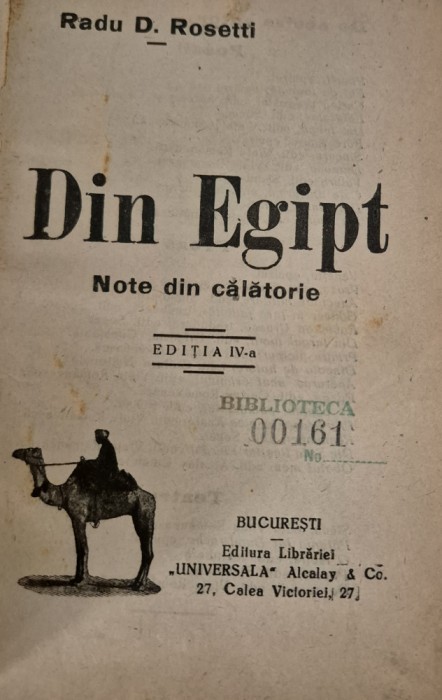 Radu D. Rosetti
Din Egipt
Note din călătorie
EDIȚIA IV-a
BIBLIOTECA
00161
No.
BUCUREȘTI
Editura Librăriei
„UNIVERSALA" Alcalay & Co.
27, Calea Victoriei, 27,